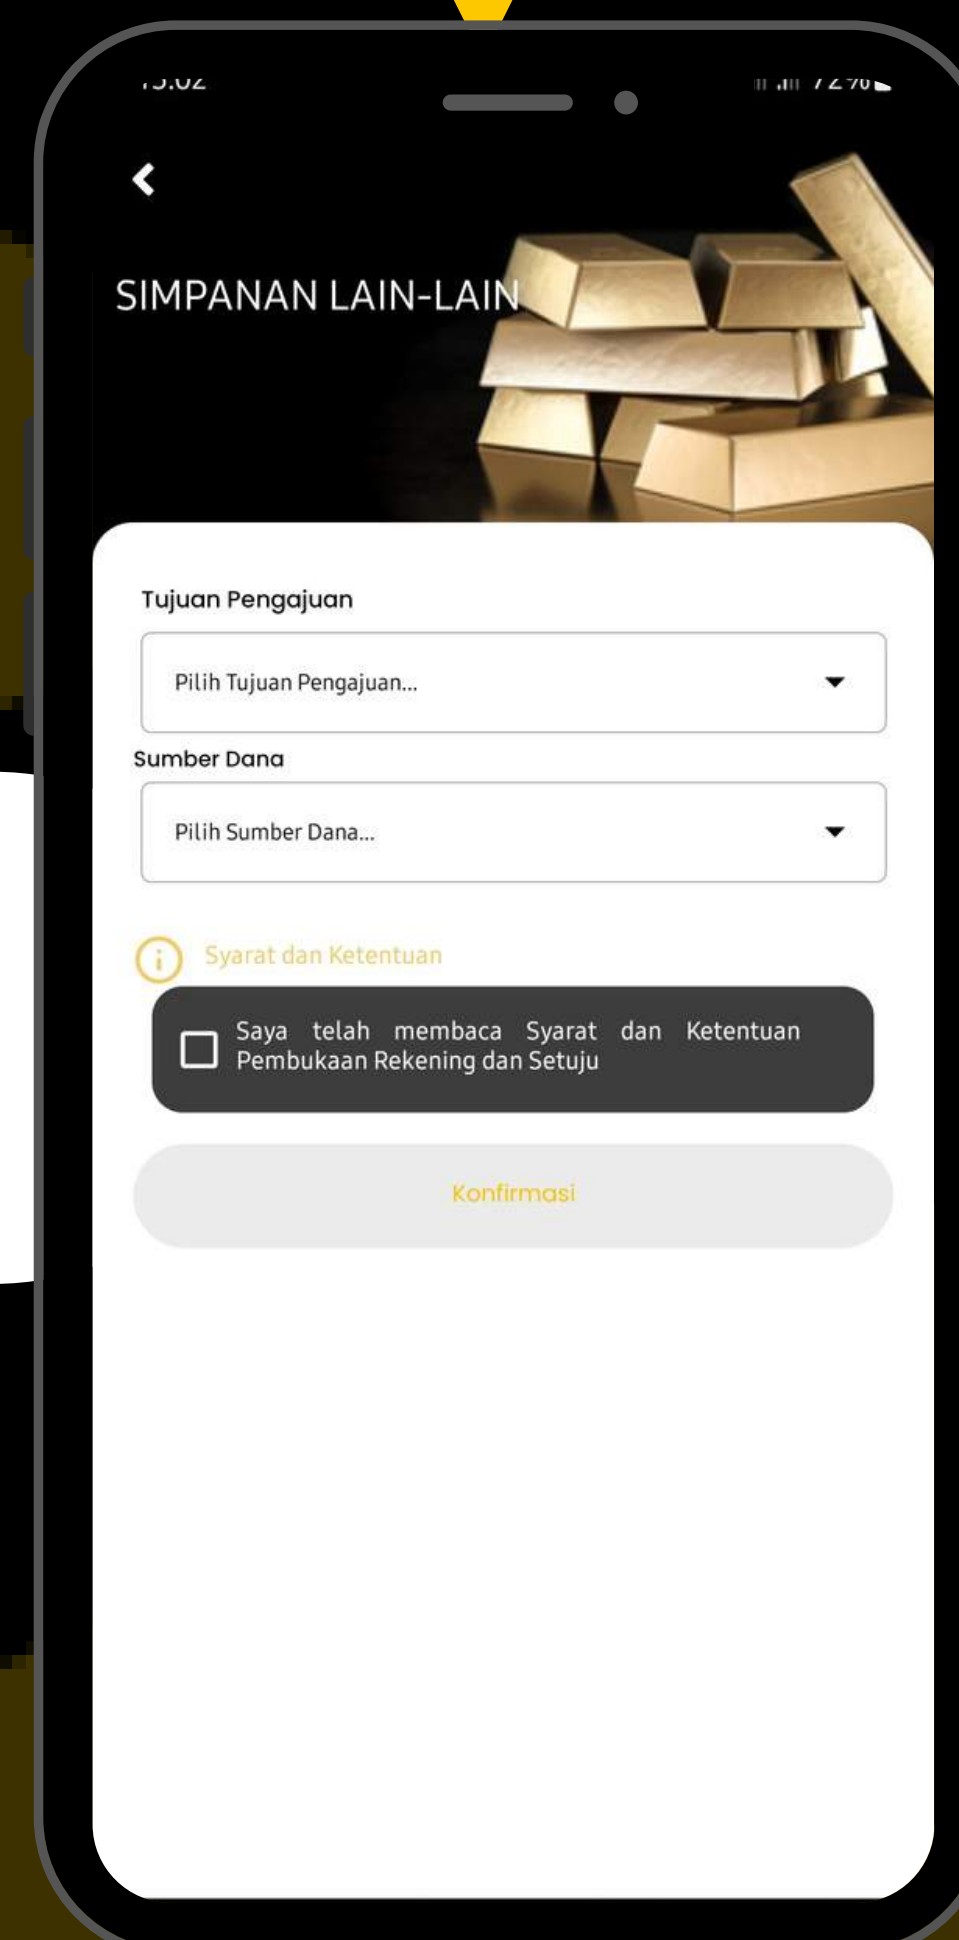 SIMPANAN LAIN-LAIN
Tujuan Pengajuan
Pilih Tujuan Pengajuan...
Sumber Dana
Pilih Sumber Dana...
Syarat dan Ketentuan
Saya telah membaca Syarat dan Ketentuan
Pembukaan Rekening dan Setuju
Konfirmasi